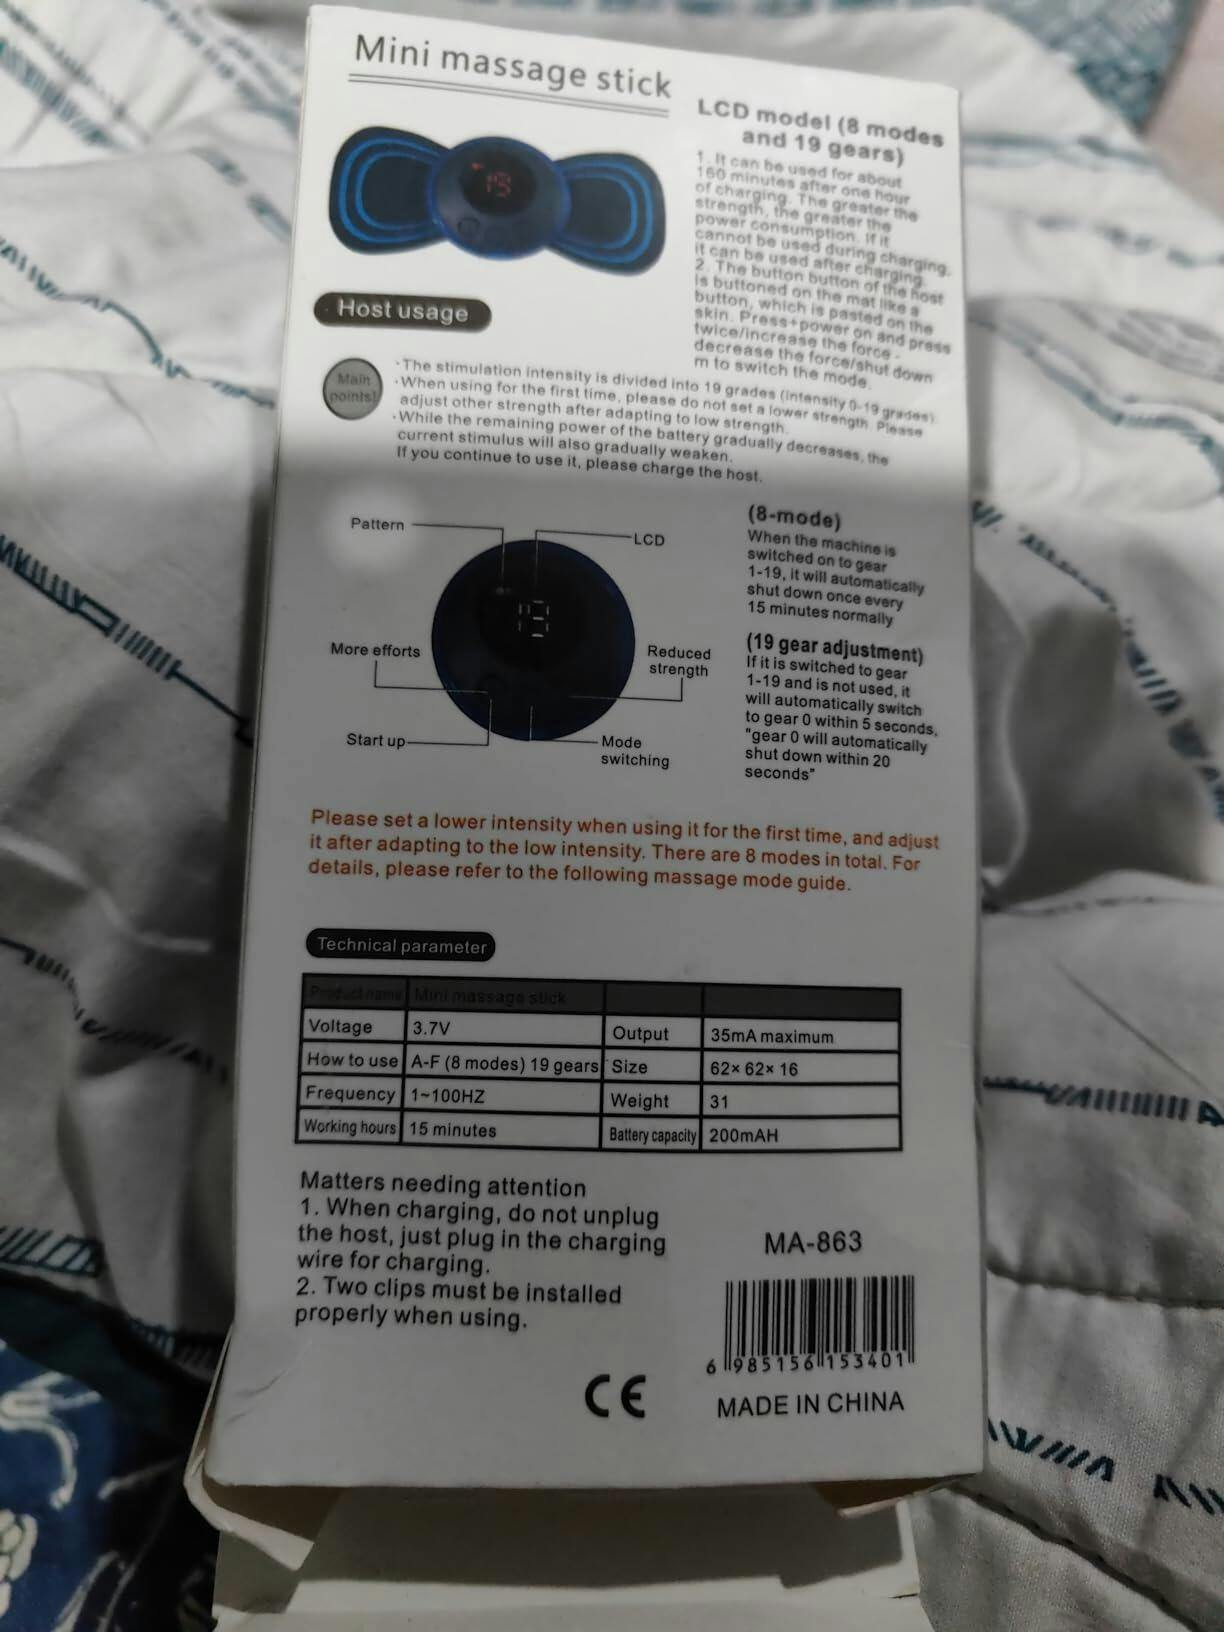 Mini massage stick
LCD model (8 modes
and 19 gears)
1. It can be used for about
160 minutes after one hour
of charging. The greater the
strength, the greater the
power consumption. If it
cannot be used during charging,
it can be used after charging.
2. The button button of the host
is buttoned on the mat like a
button, which is pasted on the
skin. Press+power on and press
twice/increase the force -
decrease the force/shut down
m to switch the mode.
19
Host usage
Main
points!
·The stimulation intensity is divided into 19 grades (intensity 0-19 grades).
·When using for the first time, please do not set a lower strength. Please
adjust other strength after adapting to low strength.
·While the remaining power of the battery gradually decreases, the
current stimulus will also gradually weaken.
If you continue to use it, please charge the host.
Pattern
LCD
19
More efforts
Reduced
strength
Start up
Mode
switching
(8-mode)
When the machine is
switched on to gear
1-19, it will automatically
shut down once every
15 minutes normally
(19 gear adjustment)
If it is switched to gear
1-19 and is not used, it
will automatically switch
to gear 0 within 5 seconds,
"gear 0 will automatically
shut down within 20
seconds"
Please set a lower intensity when using it for the first time, and adjust
it after adapting to the low intensity. There are 8 modes in total. For
details, please refer to the following massage mode guide.
Technical parameter
Product name Mini massage stick
Voltage 3.7V Output 35mA maximum
How to use A-F (8 modes) 19 gears Size 62× 62× 16
Frequency 1~100HZ Weight 31
Working hours 15 minutes Battery capacity 200mAH
Matters needing attention
1. When charging, do not unplug
the host, just plug in the charging
wire for charging.
2. Two clips must be installed
properly when using.
MA-863
6 985156 153401
CE
MADE IN CHINA